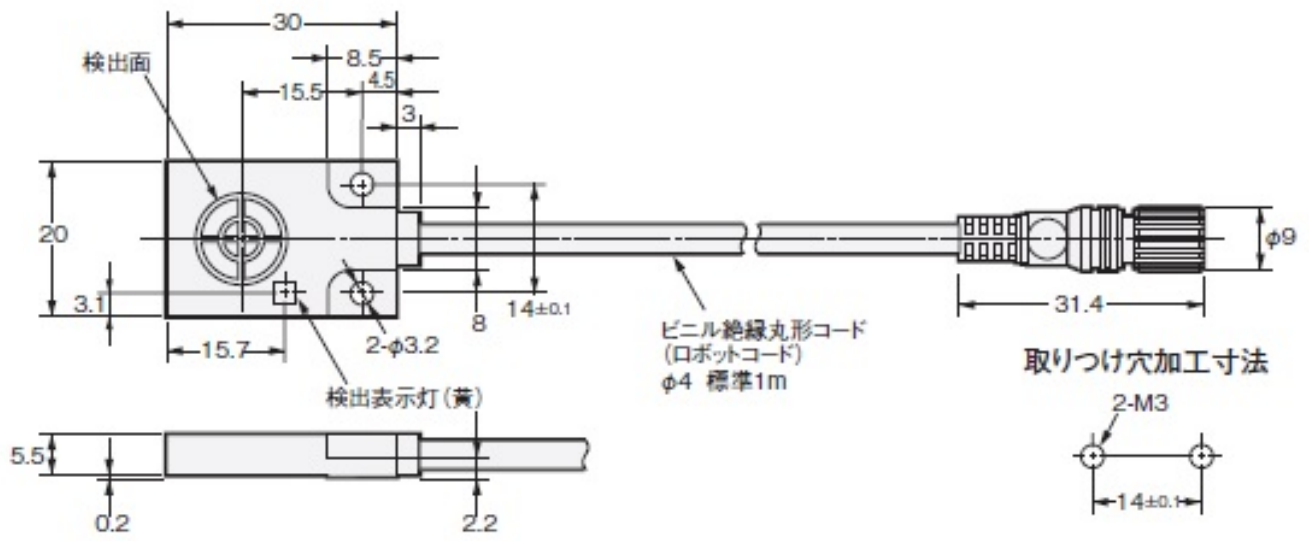 30
検出面
8.5
15.5
4.5
3
20
φ9
3.1
8
14±0.1
31.4
15.7
2-φ3.2
ビニル絶縁丸形コード
(ロボットコード)
φ4 標準1m
取りつけ穴加工寸法
検出表示灯(黄)
2-M3
5.5
14±0.1
0.2
2.2